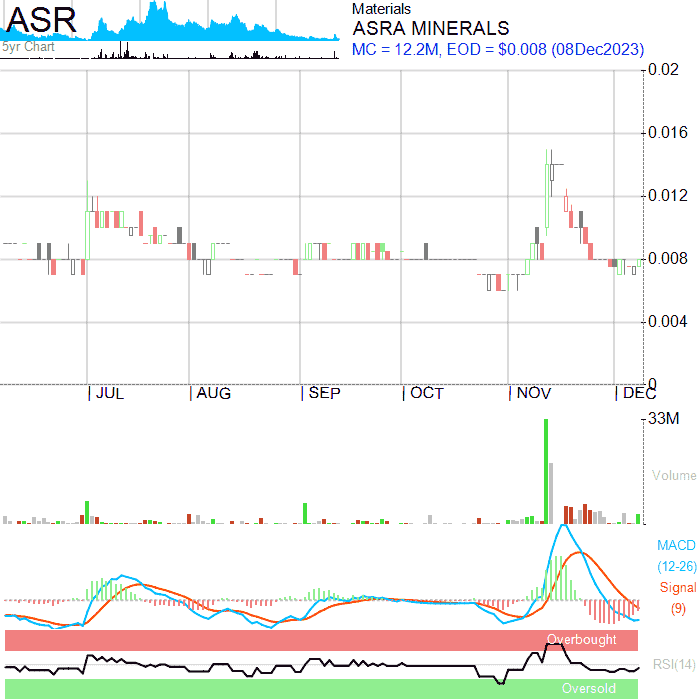 ASR
5yr Chart
Materials
ASRA MINERALS
MC = 12.2M, EOD = $0.008 (08Dec2023)
0.02
0.016
0.012
0.008
0.004
0
JUL AUG SEP OCT NOV DEC
33M
Volume
MACD
(12-26)
Signal
(9)
Overbought
RSI(14)
Oversold